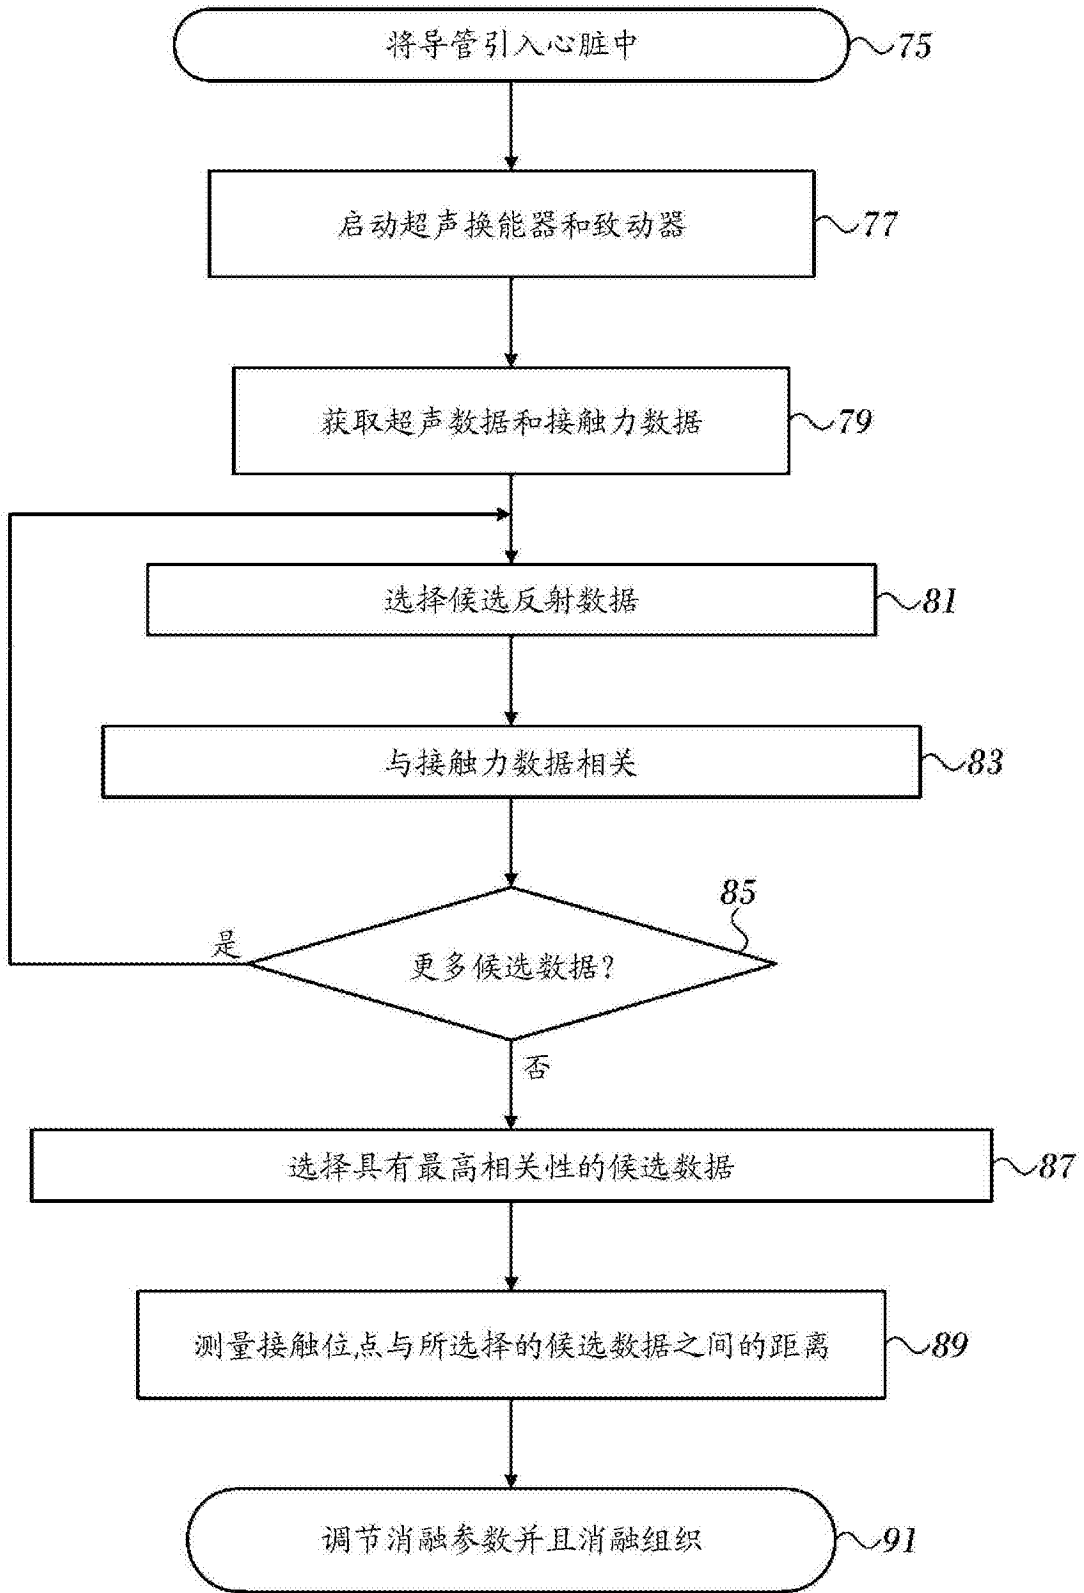 将导管引入心脏中 75
启动超声换能器和致动器 77
获取超声数据和接触力数据 79
选择候选反射数据 81
与接触力数据相关 83
85
是
更多候选数据?
否
选择具有最高相关性的候选数据 87
测量接触位点与所选择的候选数据之间的距离 89
调节消融参数并且消融组织 91